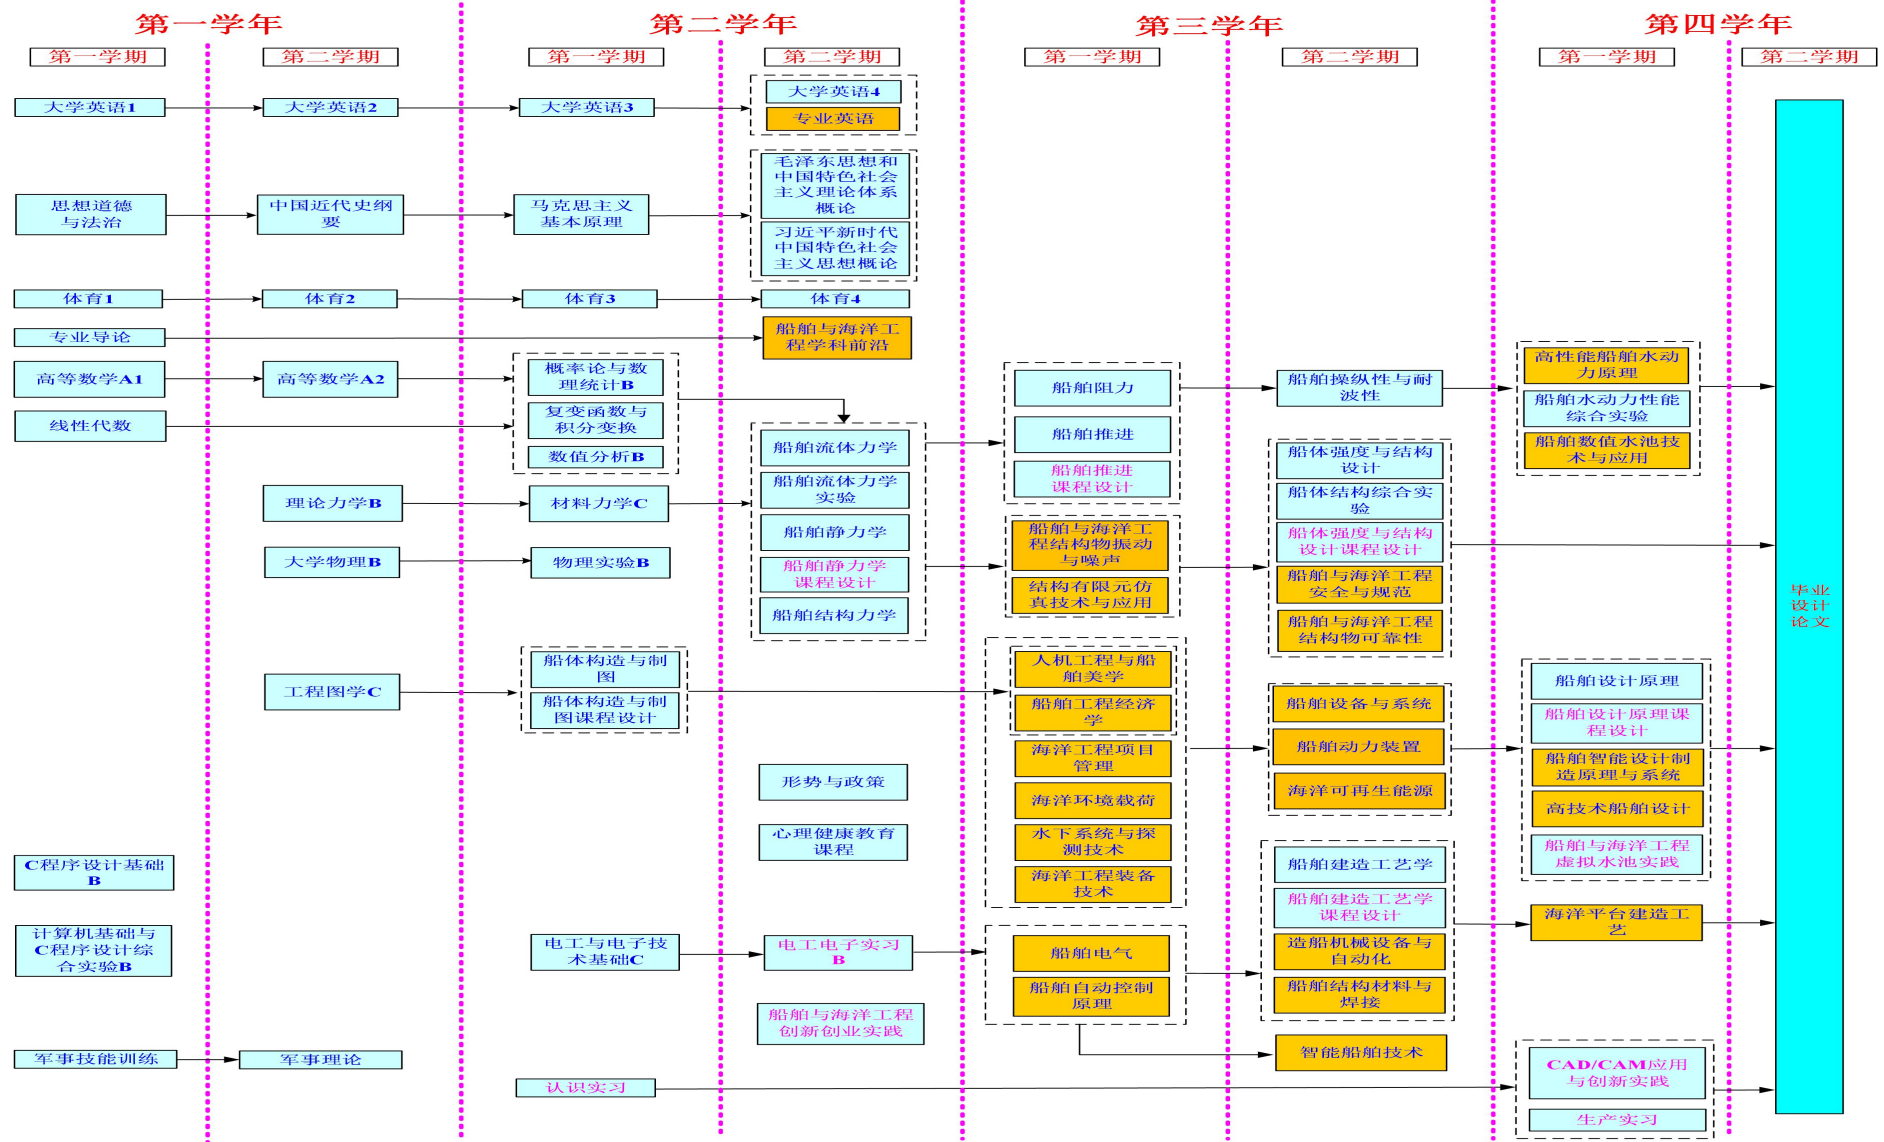 第一学年
第二学年
第三学年
第四学年
第一学期
第二学期
第一学期
第二学期
第一学期
第二学期
第一学期
第二学期
大学英语1
大学英语2
大学英语3
大学英语4
专业英语
思想道德
与法治
中国近代史纲
要
马克思主义
基本原理
毛泽东思想和
中国特色社会
主义理论体系
概论
习近平新时代
中国特色社会
主义思想概论
体育1
体育2
体育3
体育4
专业导论
船舶与海洋工
程学科前沿
高等数学A1
高等数学A2
概率论与数
理统计B
线性代数
复变函数与
积分变换
数值分析B
船舶阻力
船舶推进
船舶推进
课程设计
船舶操纵性与耐
波性
高性能船舶水动
力原理
船舶水动力性能
综合实验
船舶数值水池技
术与应用
理论力学B
材料力学C
大学物理B
物理实验B
船舶流体力学
船舶流体力学
实验
船舶静力学
船舶静力学
课程设计
船舶结构力学
船舶与海洋工
程结构物振动
与噪声
结构有限元仿
真技术与应用
船体强度与结构
设计
船体结构综合实
验
船体强度与结构
设计课程设计
船舶与海洋工程
安全与规范
船舶与海洋工程
结构物可靠性
毕业
设计
论文
工程图学C
船体构造与制
图
船体构造与制
图课程设计
人机工程与船
舶美学
船舶工程经济
学
海洋工程项目
管理
海洋环境载荷
水下系统与探
测技术
海洋工程装备
技术
船舶设备与系统
船舶动力装置
海洋可再生能源
船舶设计原理
船舶设计原理课
程设计
船舶智能设计制
造原理与系统
高技术船舶设计
船舶与海洋工程
虚拟水池实践
形势与政策
心理健康教育
课程
C程序设计基础
B
计算机基础与
C程序设计综
合实验B
电工与电子技
术基础C
电工电子实习
B
船舶电气
船舶自动控制
原理
船舶建造工艺学
船舶建造工艺学
课程设计
造船机械设备与
自动化
船舶结构材料与
焊接
海洋平台建造工
艺
船舶与海洋工程
创新创业实践
智能船舶技术
军事技能训练
军事理论
认识实习
CAD/CAM应用
与创新实践
生产实习